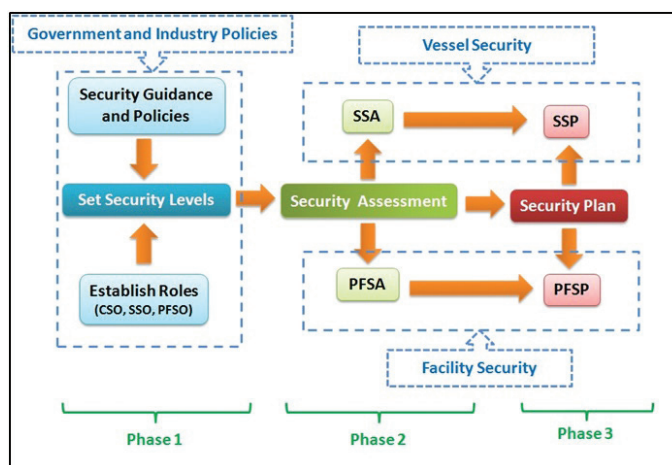 Government and Industry Policies
Vessel Security
Security Guidance
and Policies
SSA
SSP
Set Security Levels
Security Assessment
Security Plan
Establish Roles
(CSO, SSO, PFSO)
PFSA
PFSP
Facility Security
Phase 1
Phase 2
Phase 3